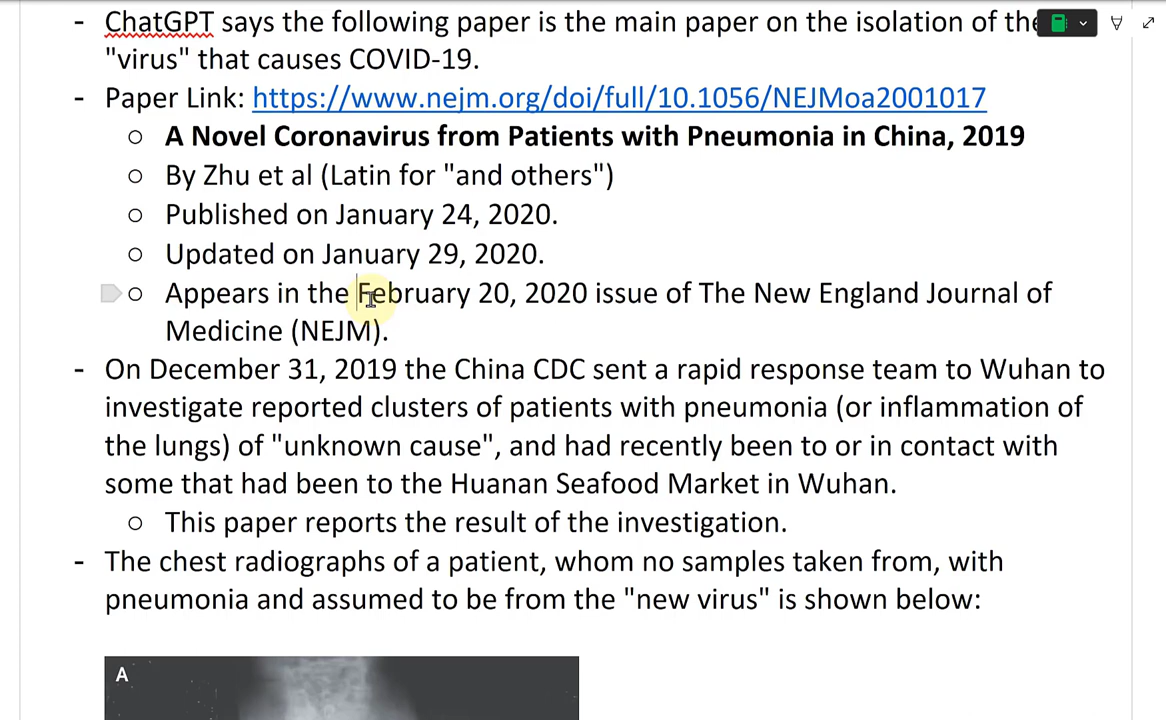 - ChatGPT says the following paper is the main paper on the isolation of the
"virus" that causes COVID-19.
- Paper Link: https://www.nejm.org/doi/full/10.1056/NEJMoa2001017
○ A Novel Coronavirus from Patients with Pneumonia in China, 2019
○ By Zhu et al (Latin for "and others")
○ Published on January 24, 2020.
○ Updated on January 29, 2020.
○ Appears in the February 20, 2020 issue of The New England Journal of
Medicine (NEJM).
- On December 31, 2019 the China CDC sent a rapid response team to Wuhan to
investigate reported clusters of patients with pneumonia (or inflammation of
the lungs) of "unknown cause", and had recently been to or in contact with
some that had been to the Huanan Seafood Market in Wuhan.
○ This paper reports the result of the investigation.
- The chest radiographs of a patient, whom no samples taken from, with
pneumonia and assumed to be from the "new virus" is shown below:
A